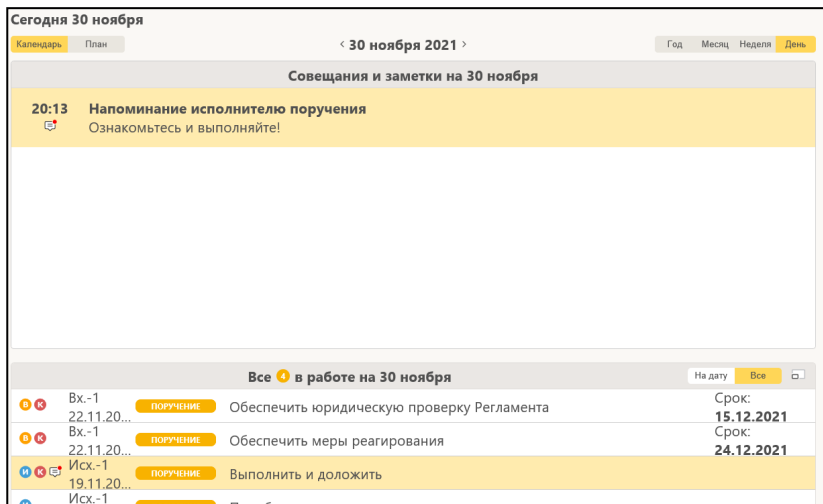 Сегодня 30 ноября
Календарь План < 30 ноября 2021 > Год Месяц Неделя День
Совещания и заметки на 30 ноября
20:13 Напоминание исполнителю поручения
Ознакомьтесь и выполняйте!
Все 4 в работе на 30 ноября На дату Все
В К Вх.-1 22.11.20... ПОРУЧЕНИЕ Обеспечить юридическую проверку Регламента Срок: 15.12.2021
В К Вх.-1 22.11.20... ПОРУЧЕНИЕ Обеспечить меры реагирования Срок: 24.12.2021
И К Исх.-1 19.11.20... ПОРУЧЕНИЕ Выполнить и доложить
Исх.-1